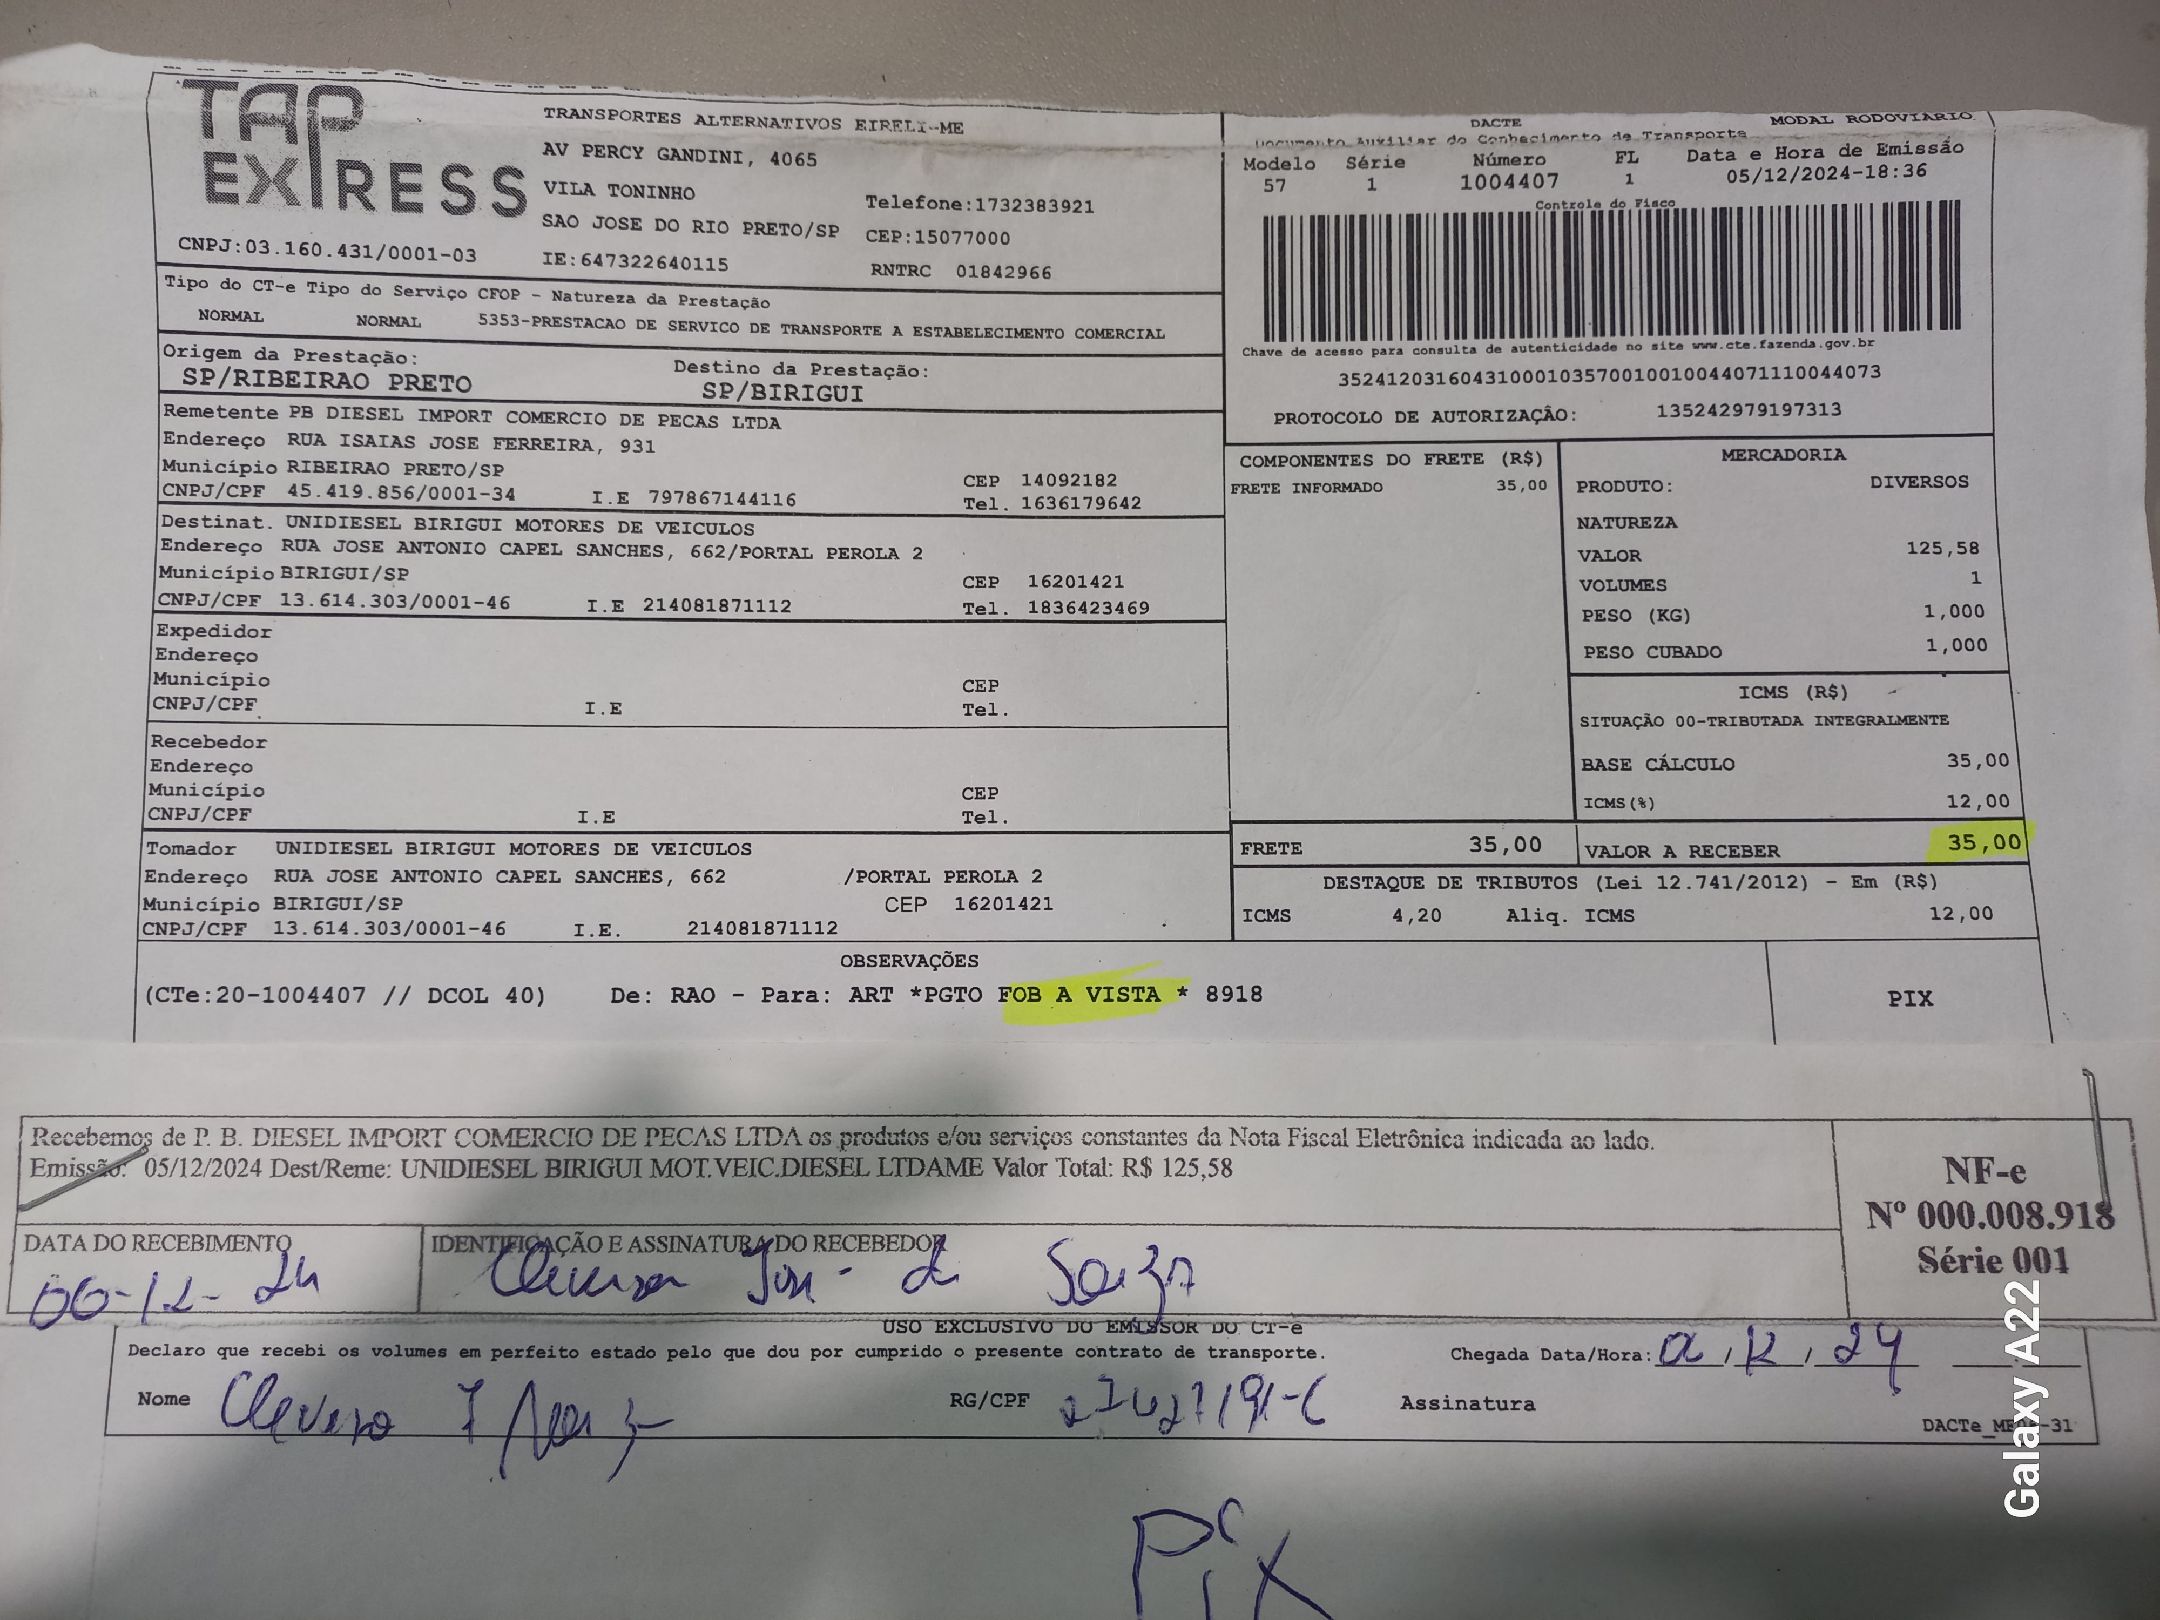 TAP EXPRESS
TRANSPORTES ALTERNATIVOS EIRELI-ME
AV PERCY GANDINI, 4065
VILA TONINHO
Telefone:1732383921
SAO JOSE DO RIO PRETO/SP CEP:15077000
CNPJ:03.160.431/0001-03 IE:647322640115 RNTRC 01842966
DACTE MODAL RODOVIÁRIO
Documento Auxiliar do Conhecimento de Transporte
Modelo Série Número FL Data e Hora de Emissão
57 1 1004407 1 05/12/2024-18:36
Controle do Fisco
Chave de acesso para consulta de autenticidade no site www.cte.fazenda.gov.br
35241203160431000103570010010044071110044073
PROTOCOLO DE AUTORIZAÇÃO: 135242979197313
Tipo do CT-e Tipo do Serviço CFOP - Natureza da Prestação
NORMAL NORMAL 5353-PRESTACAO DE SERVICO DE TRANSPORTE A ESTABELECIMENTO COMERCIAL
Origem da Prestação: Destino da Prestação:
SP/RIBEIRAO PRETO SP/BIRIGUI
Remetente PB DIESEL IMPORT COMERCIO DE PECAS LTDA
Endereço RUA ISAIAS JOSE FERREIRA, 931
Município RIBEIRAO PRETO/SP CEP 14092182
CNPJ/CPF 45.419.856/0001-34 I.E 797867144116 Tel. 1636179642
Destinat. UNIDIESEL BIRIGUI MOTORES DE VEICULOS
Endereço RUA JOSE ANTONIO CAPEL SANCHES, 662/PORTAL PEROLA 2
Município BIRIGUI/SP CEP 16201421
CNPJ/CPF 13.614.303/0001-46 I.E 214081871112 Tel. 1836423469
Expedidor
Endereço
Município CEP
CNPJ/CPF I.E Tel.
Recebedor
Endereço
Município CEP
CNPJ/CPF I.E Tel.
Tomador UNIDIESEL BIRIGUI MOTORES DE VEICULOS
Endereço RUA JOSE ANTONIO CAPEL SANCHES, 662 /PORTAL PEROLA 2
Município BIRIGUI/SP CEP 16201421
CNPJ/CPF 13.614.303/0001-46 I.E. 214081871112
COMPONENTES DO FRETE (R$)
FRETE INFORMADO 35,00
MERCADORIA
PRODUTO: DIVERSOS
NATUREZA
VALOR 125,58
VOLUMES 1
PESO (KG) 1,000
PESO CUBADO 1,000
ICMS (R$)
SITUAÇÃO 00-TRIBUTADA INTEGRALMENTE
BASE CÁLCULO 35,00
ICMS(%) 12,00
FRETE 35,00 VALOR A RECEBER 35,00
DESTAQUE DE TRIBUTOS (Lei 12.741/2012) - Em (R$)
ICMS 4,20 Aliq. ICMS 12,00
OBSERVAÇÕES
(CTe:20-1004407 // DCOL 40) De: RAO - Para: ART *PGTO FOB A VISTA * 8918
PIX
Recebemos de P. B. DIESEL IMPORT COMERCIO DE PECAS LTDA os produtos e/ou serviços constantes da Nota Fiscal Eletrônica indicada ao lado.
Emissão: 05/12/2024 Dest/Reme: UNIDIESEL BIRIGUI MOT.VEIC.DIESEL LTDAME Valor Total: R$ 125,58
NF-e
Nº 000.008.918
Série 001
DATA DO RECEBIMENTO IDENTIFICAÇÃO E ASSINATURA DO RECEBEDOR
06-12-24 Cleverson Jose de Souza
USO EXCLUSIVO DO EMISSOR DO CT-e
Declaro que recebi os volumes em perfeito estado pelo que dou por cumprido o presente contrato de transporte. Chegada Data/Hora: 12, 24
Nome RG/CPF Assinatura
DACTe -31
Pix
Galaxy A22